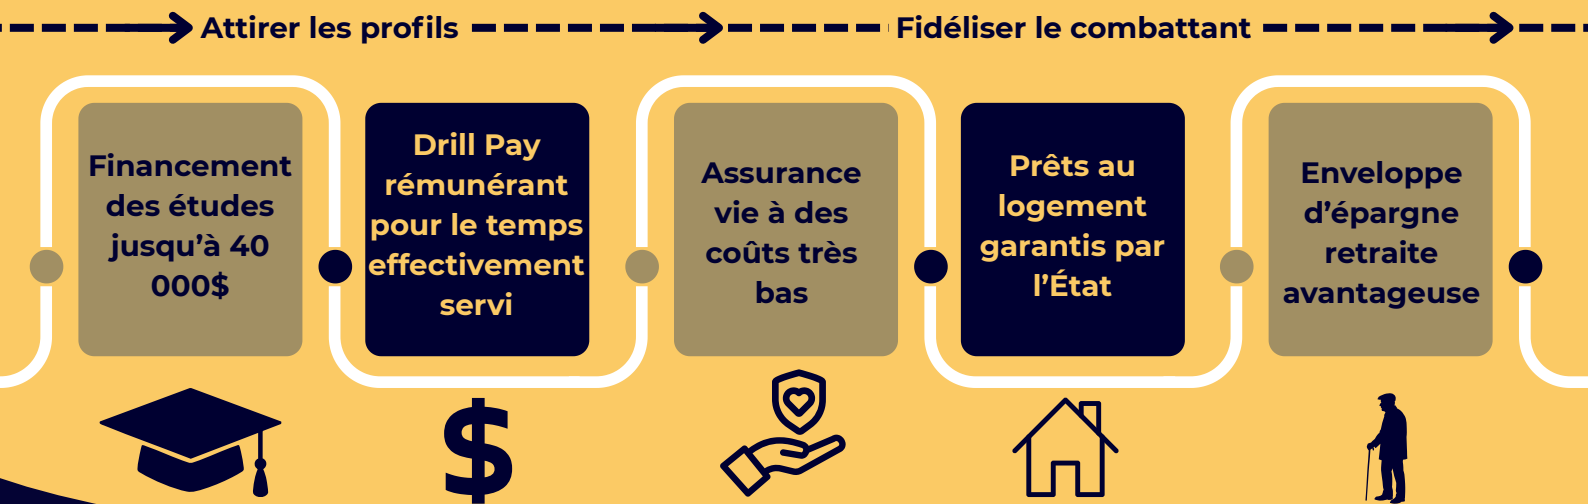 Attirer les profils
Fidéliser le combattant
Financement
des études
jusqu'à 40
000$
Drill Pay
rémunérant
pour le temps
effectivement
servi
Assurance
vie à des
coûts très
bas
Prêts au
logement
garantis par
l'État
Enveloppe
d'épargne
retraite
avantageuse
$